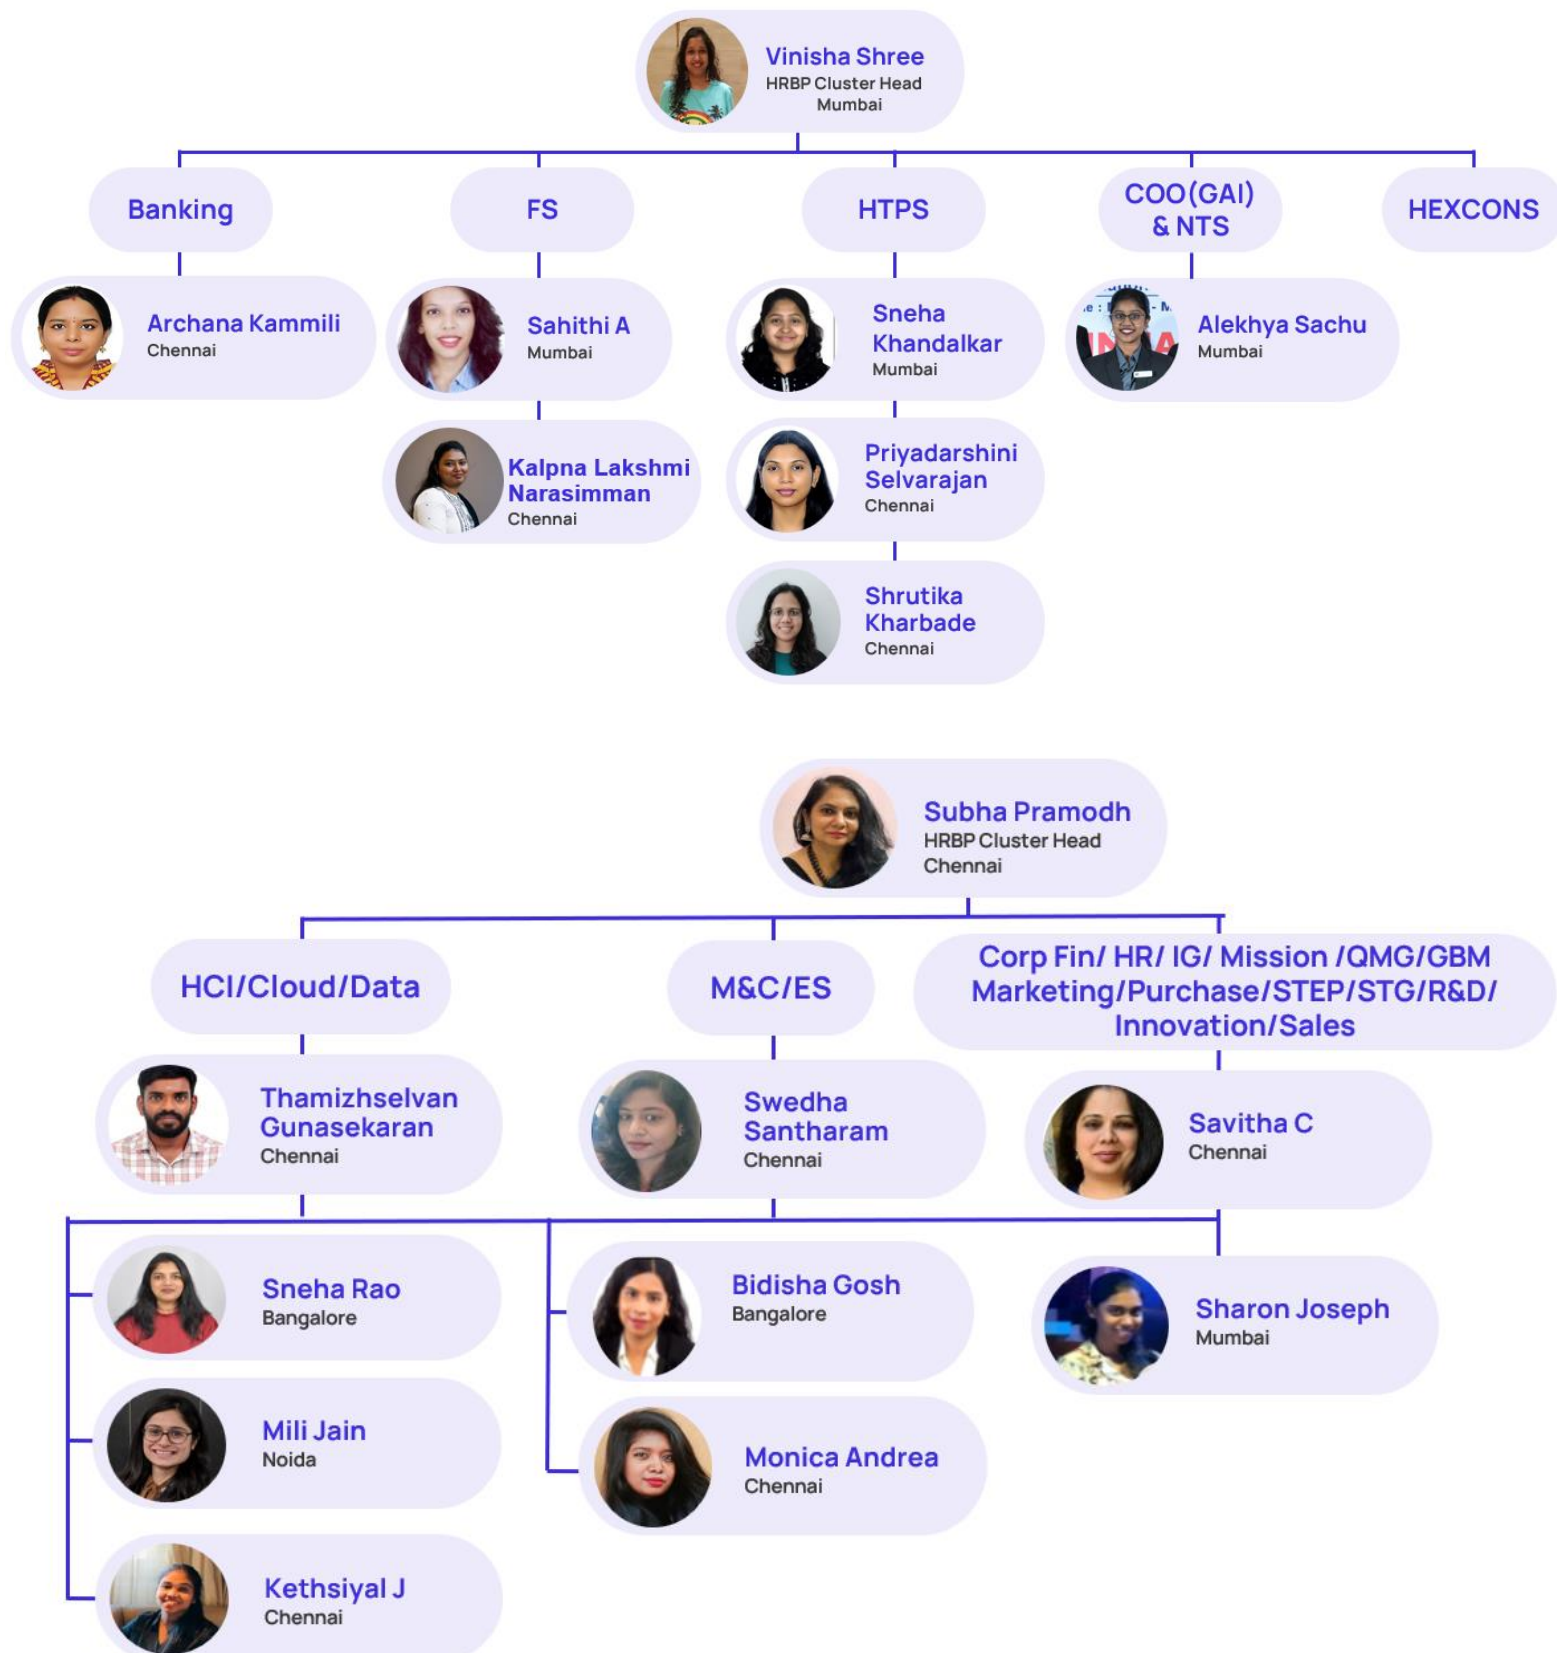 Vinisha Shree
HRBP Cluster Head
Mumbai
Banking
FS
HTPS
COO(GAI)
& NTS
HEXCONS
Archana Kammili
Chennai
Sahithi A
Mumbai
Sneha
Khandalkar
Mumbai
Alekhya Sachu
Mumbai
Kalpna Lakshmi
Narasimman
Chennai
Priyadarshini
Selvarajan
Chennai
Shrutika
Kharbade
Chennai
Subha Pramodh
HRBP Cluster Head
Chennai
HCI/Cloud/Data
M&C/ES
Corp Fin/ HR/ IG/ Mission /QMG/GBM
Marketing/Purchase/STEP/STG/R&D/
Innovation/Sales
Thamizhselvan
Gunasekaran
Chennai
Swedha
Santharam
Chennai
Savitha C
Chennai
Sneha Rao
Bangalore
Bidisha Gosh
Bangalore
Sharon Joseph
Mumbai
Mili Jain
Noida
Monica Andrea
Chennai
Kethsiyal J
Chennai